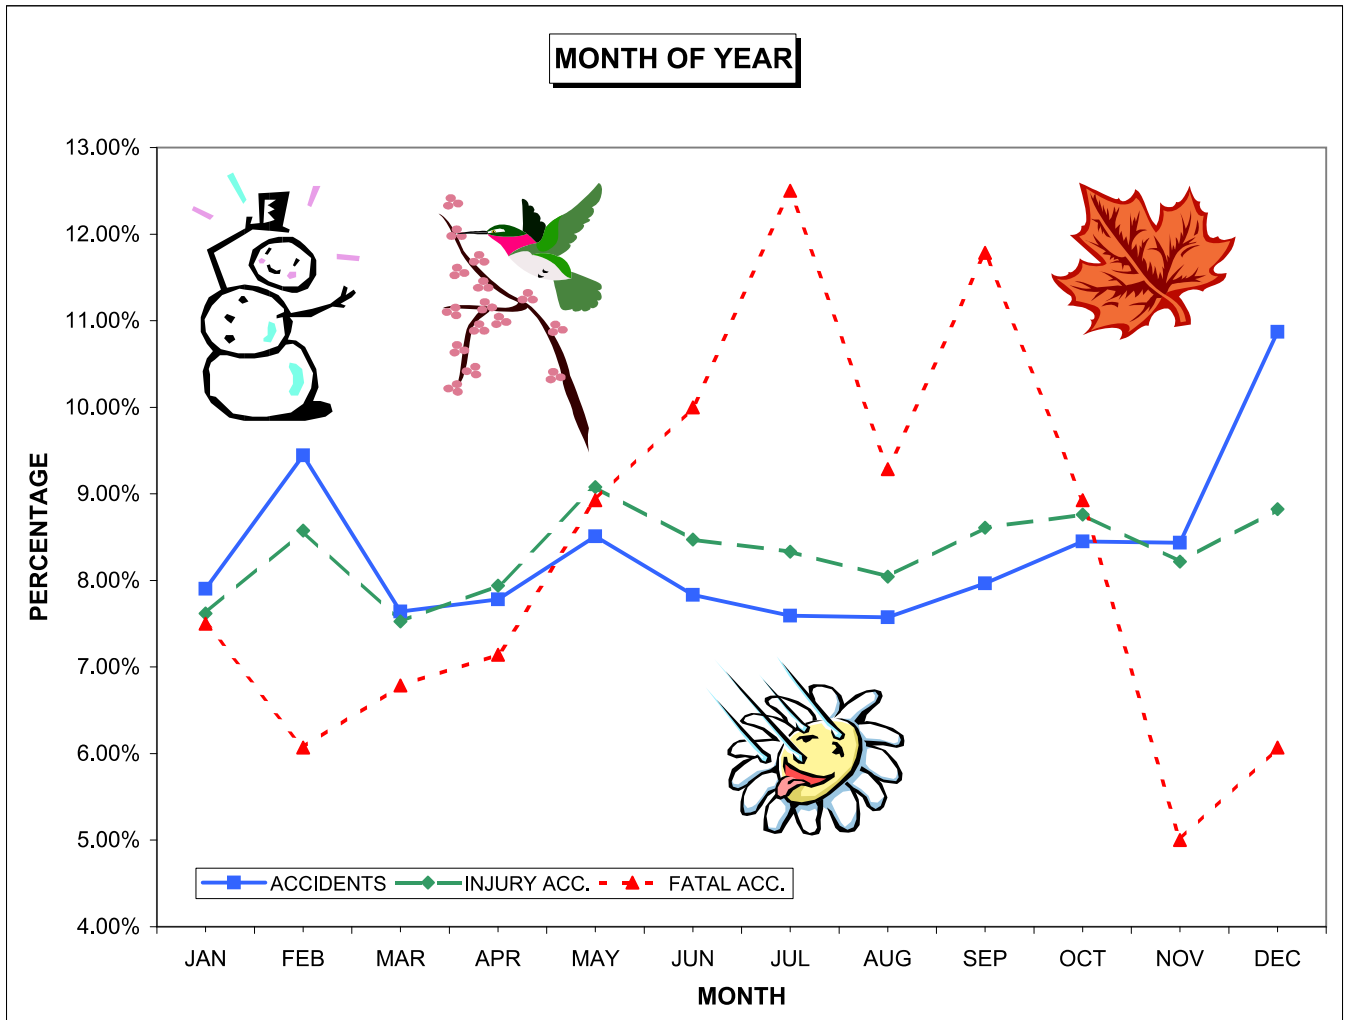 MONTH OF YEAR
13.00%
12.00%
11.00%
10.00%
9.00%
8.00%
7.00%
6.00%
5.00%
4.00%
PERCENTAGE
ACCIDENTS INJURY ACC. FATAL ACC.
JAN FEB MAR APR MAY JUN JUL AUG SEP OCT NOV DEC
MONTH